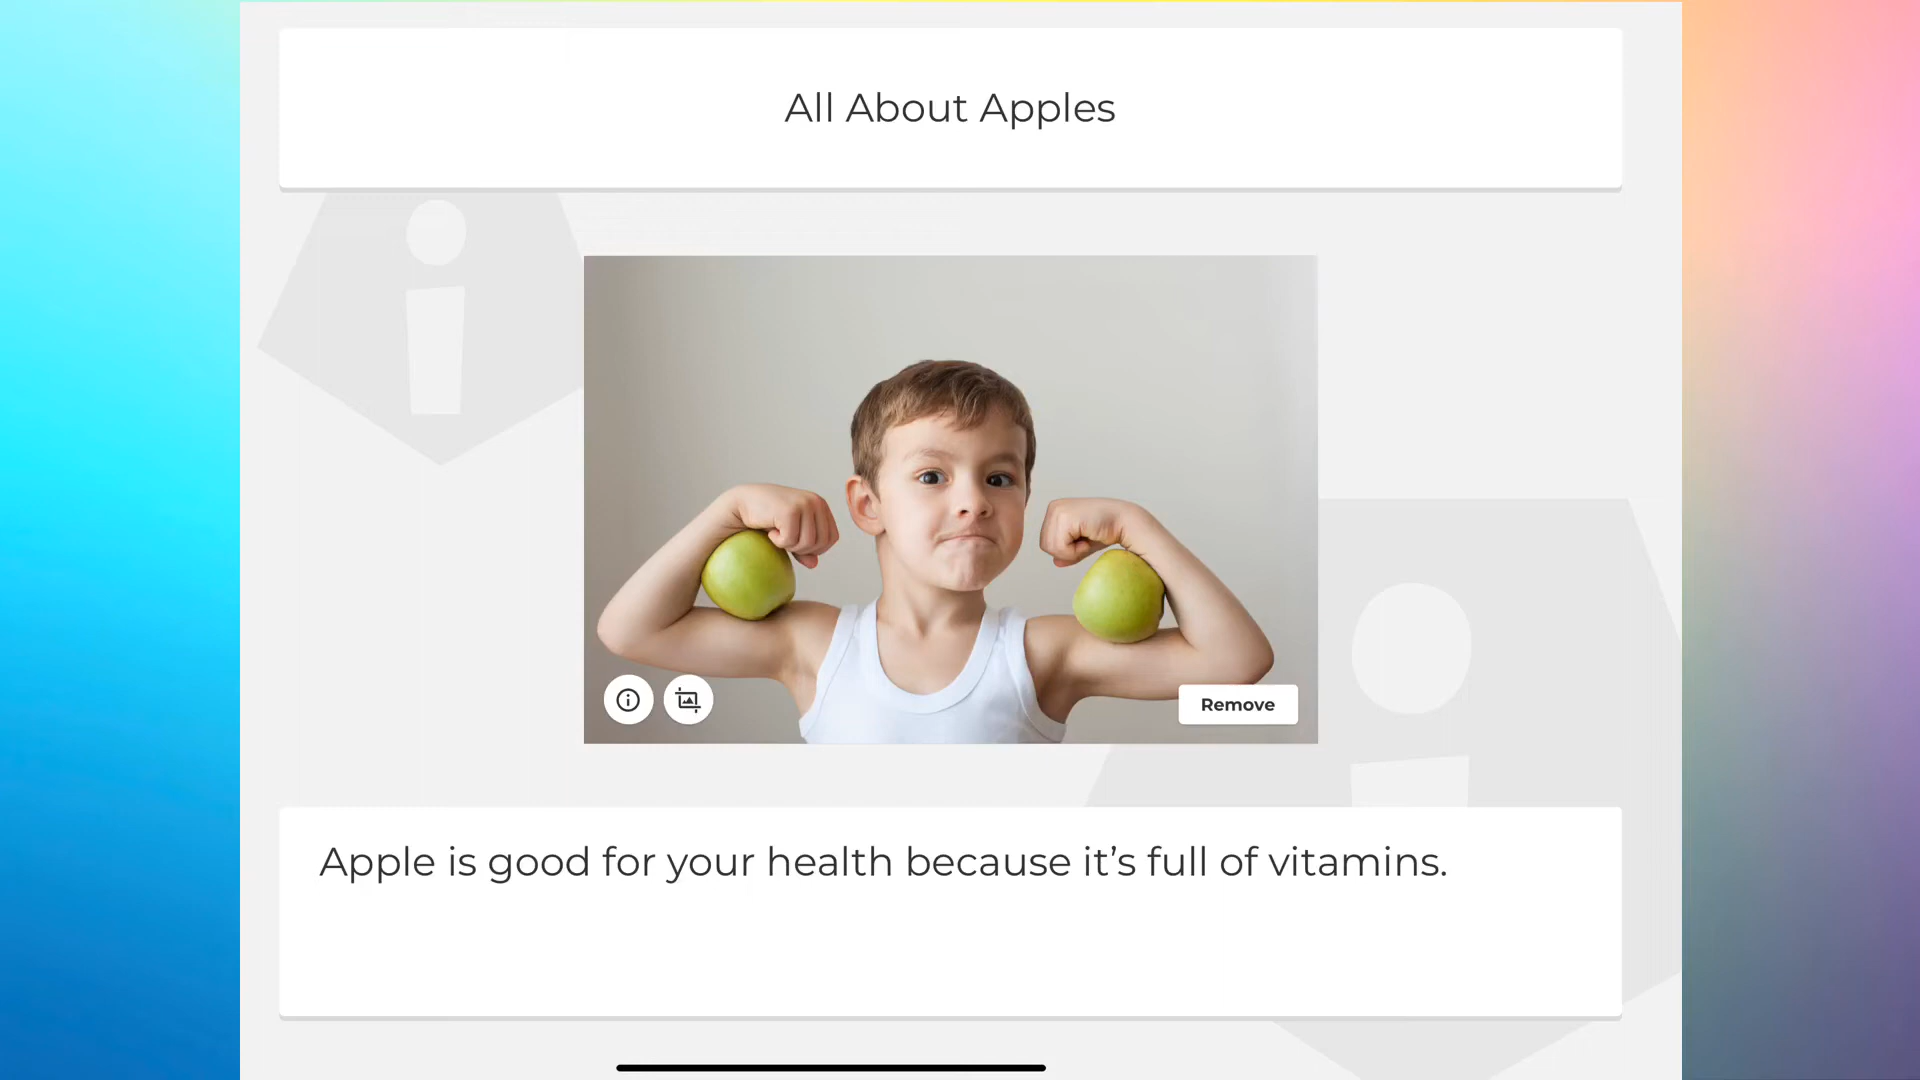 All About Apples
Remove
Apple is good for your health because it’s full of vitamins.